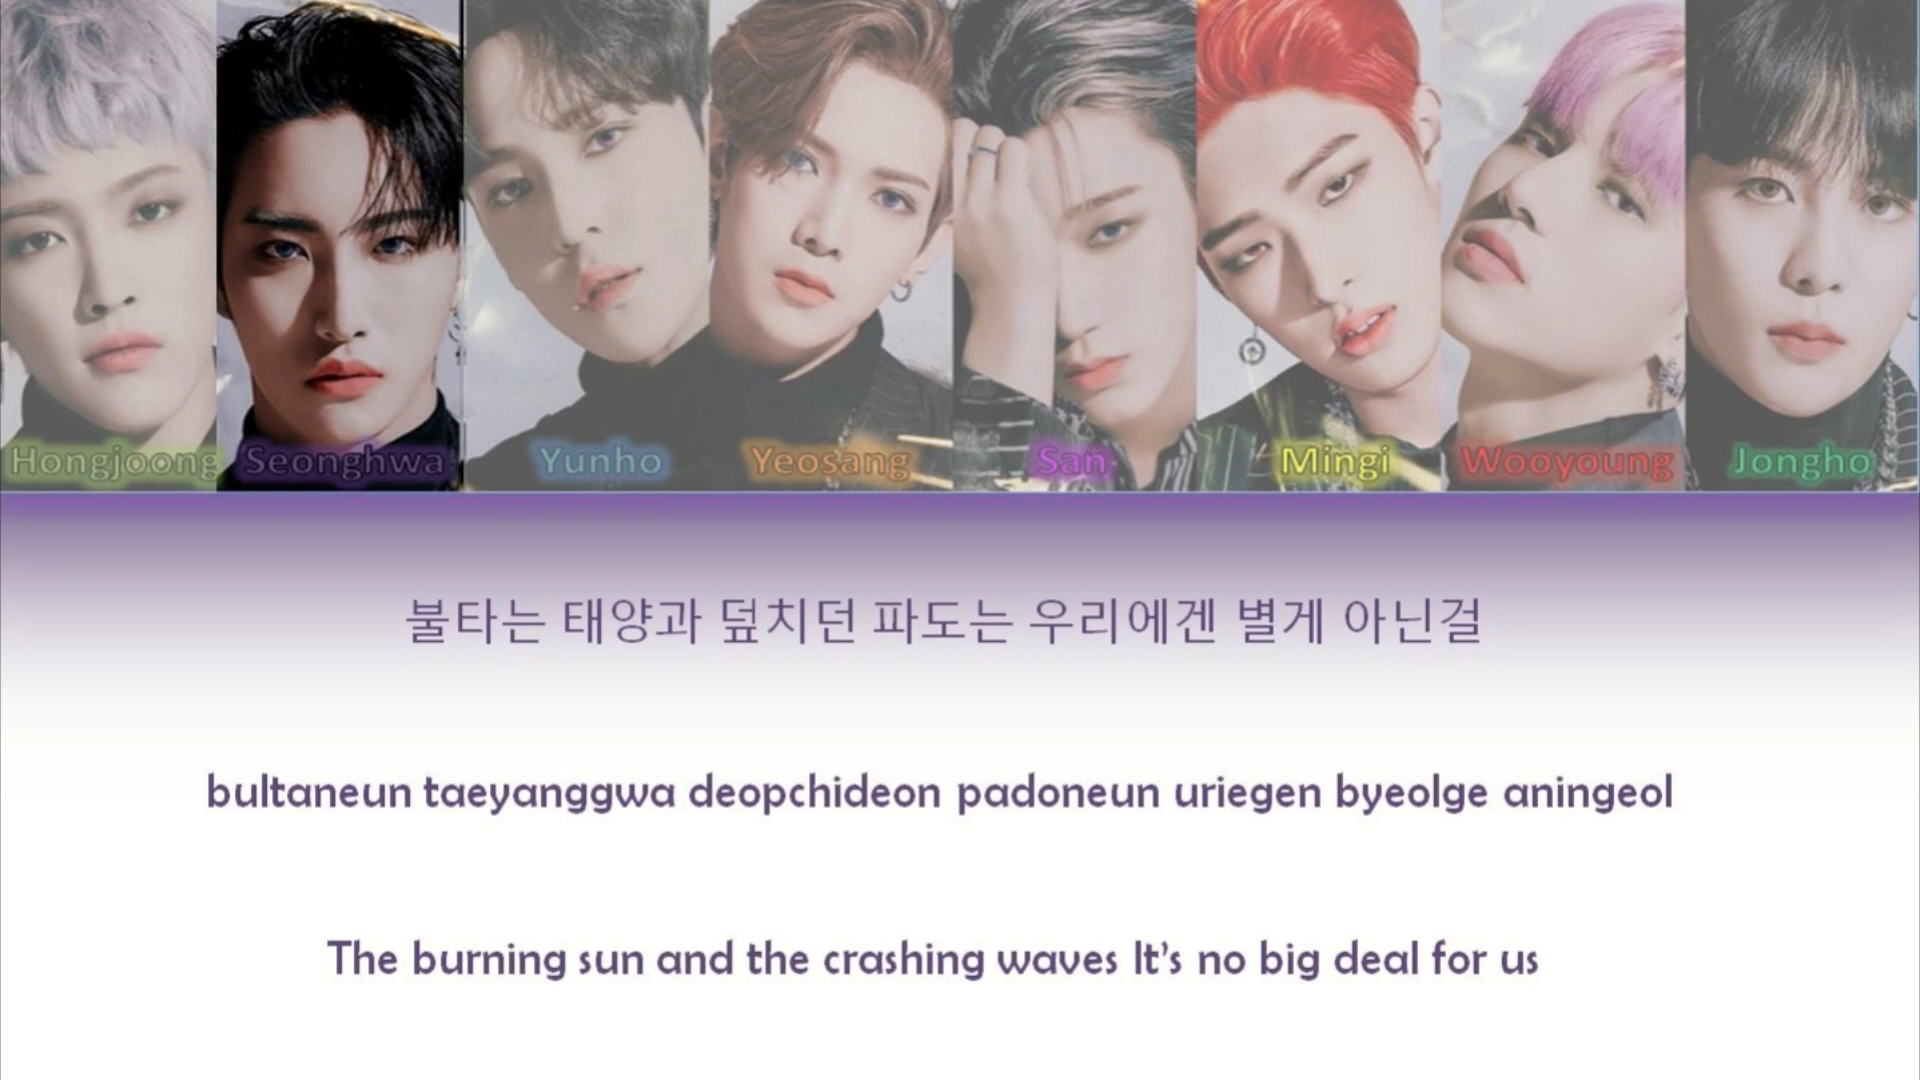 Hongjoong Seonghwa Yunho Yeosang San Mingi Wooyoung Jongho
불타는 태양과 덮치던 파도는 우리에겐 별게 아닌걸
bultaneun taeyanggwa deopchideon padoneun uriegen byeolge aningeol
The burning sun and the crashing waves It's no big deal for us